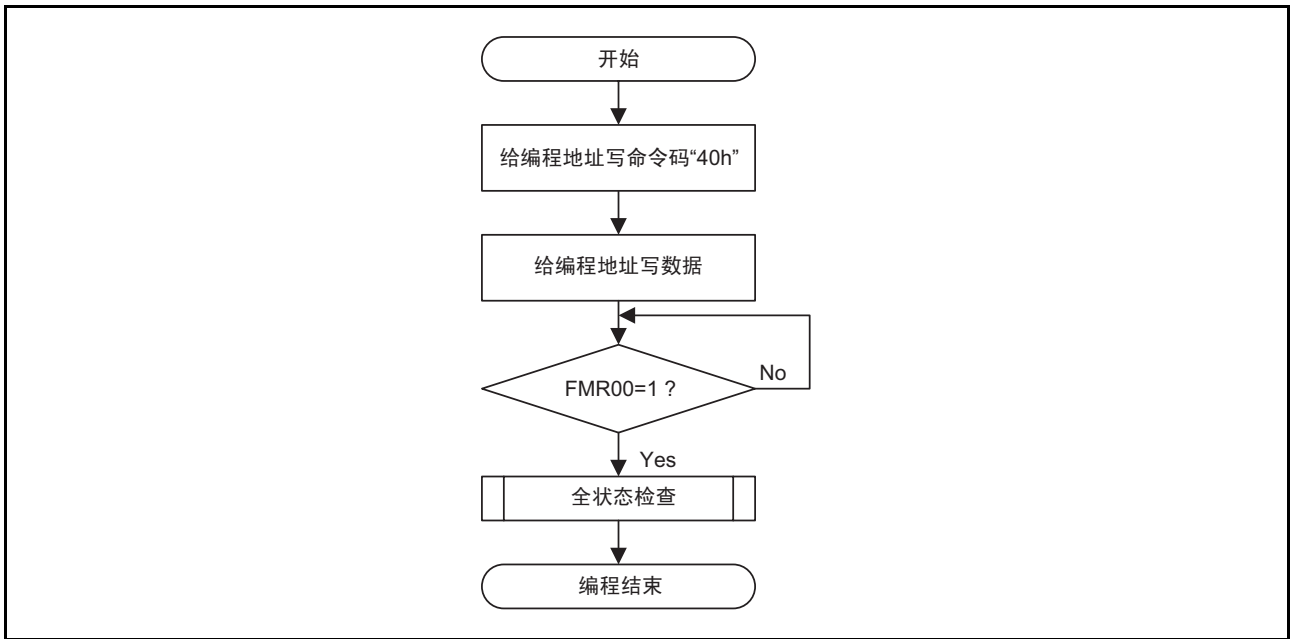 开始
给编程地址写命令码“40h”
给编程地址写数据
FMR00=1 ?
No
Yes
全状态检查
编程结束